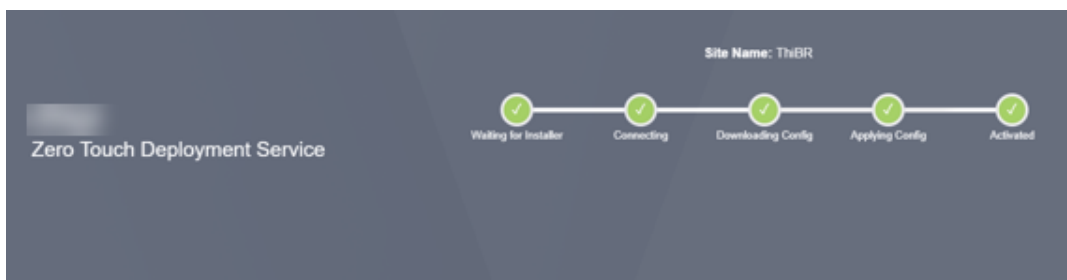 Site Name: ThiBR
Waiting for Installer
Connecting
Downloading Config
Applying Config
Activated
Zero Touch Deployment Service